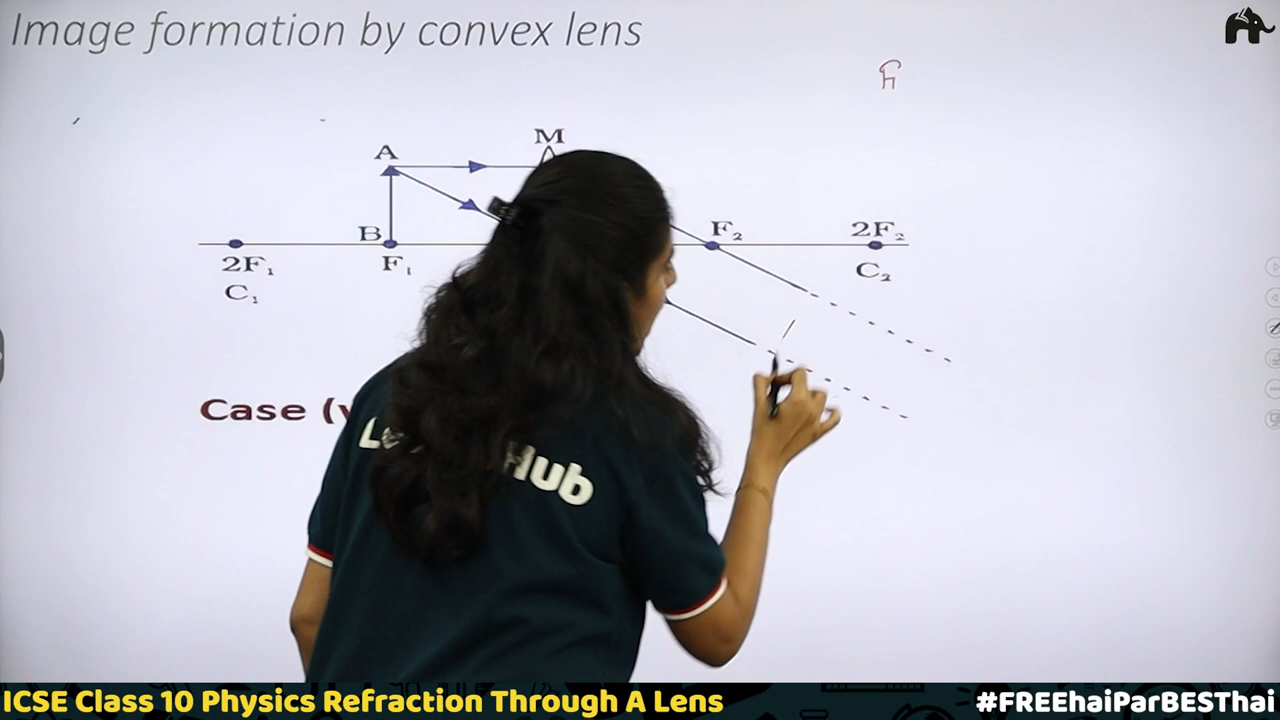 Image formation by convex lens
M
A
B
F₂
2F₂
2F₁
F₁
C₂
C₁
Case (
Hub
ICSE Class 10 Physics Refraction Through A Lens
#FREEhaiParBESThai